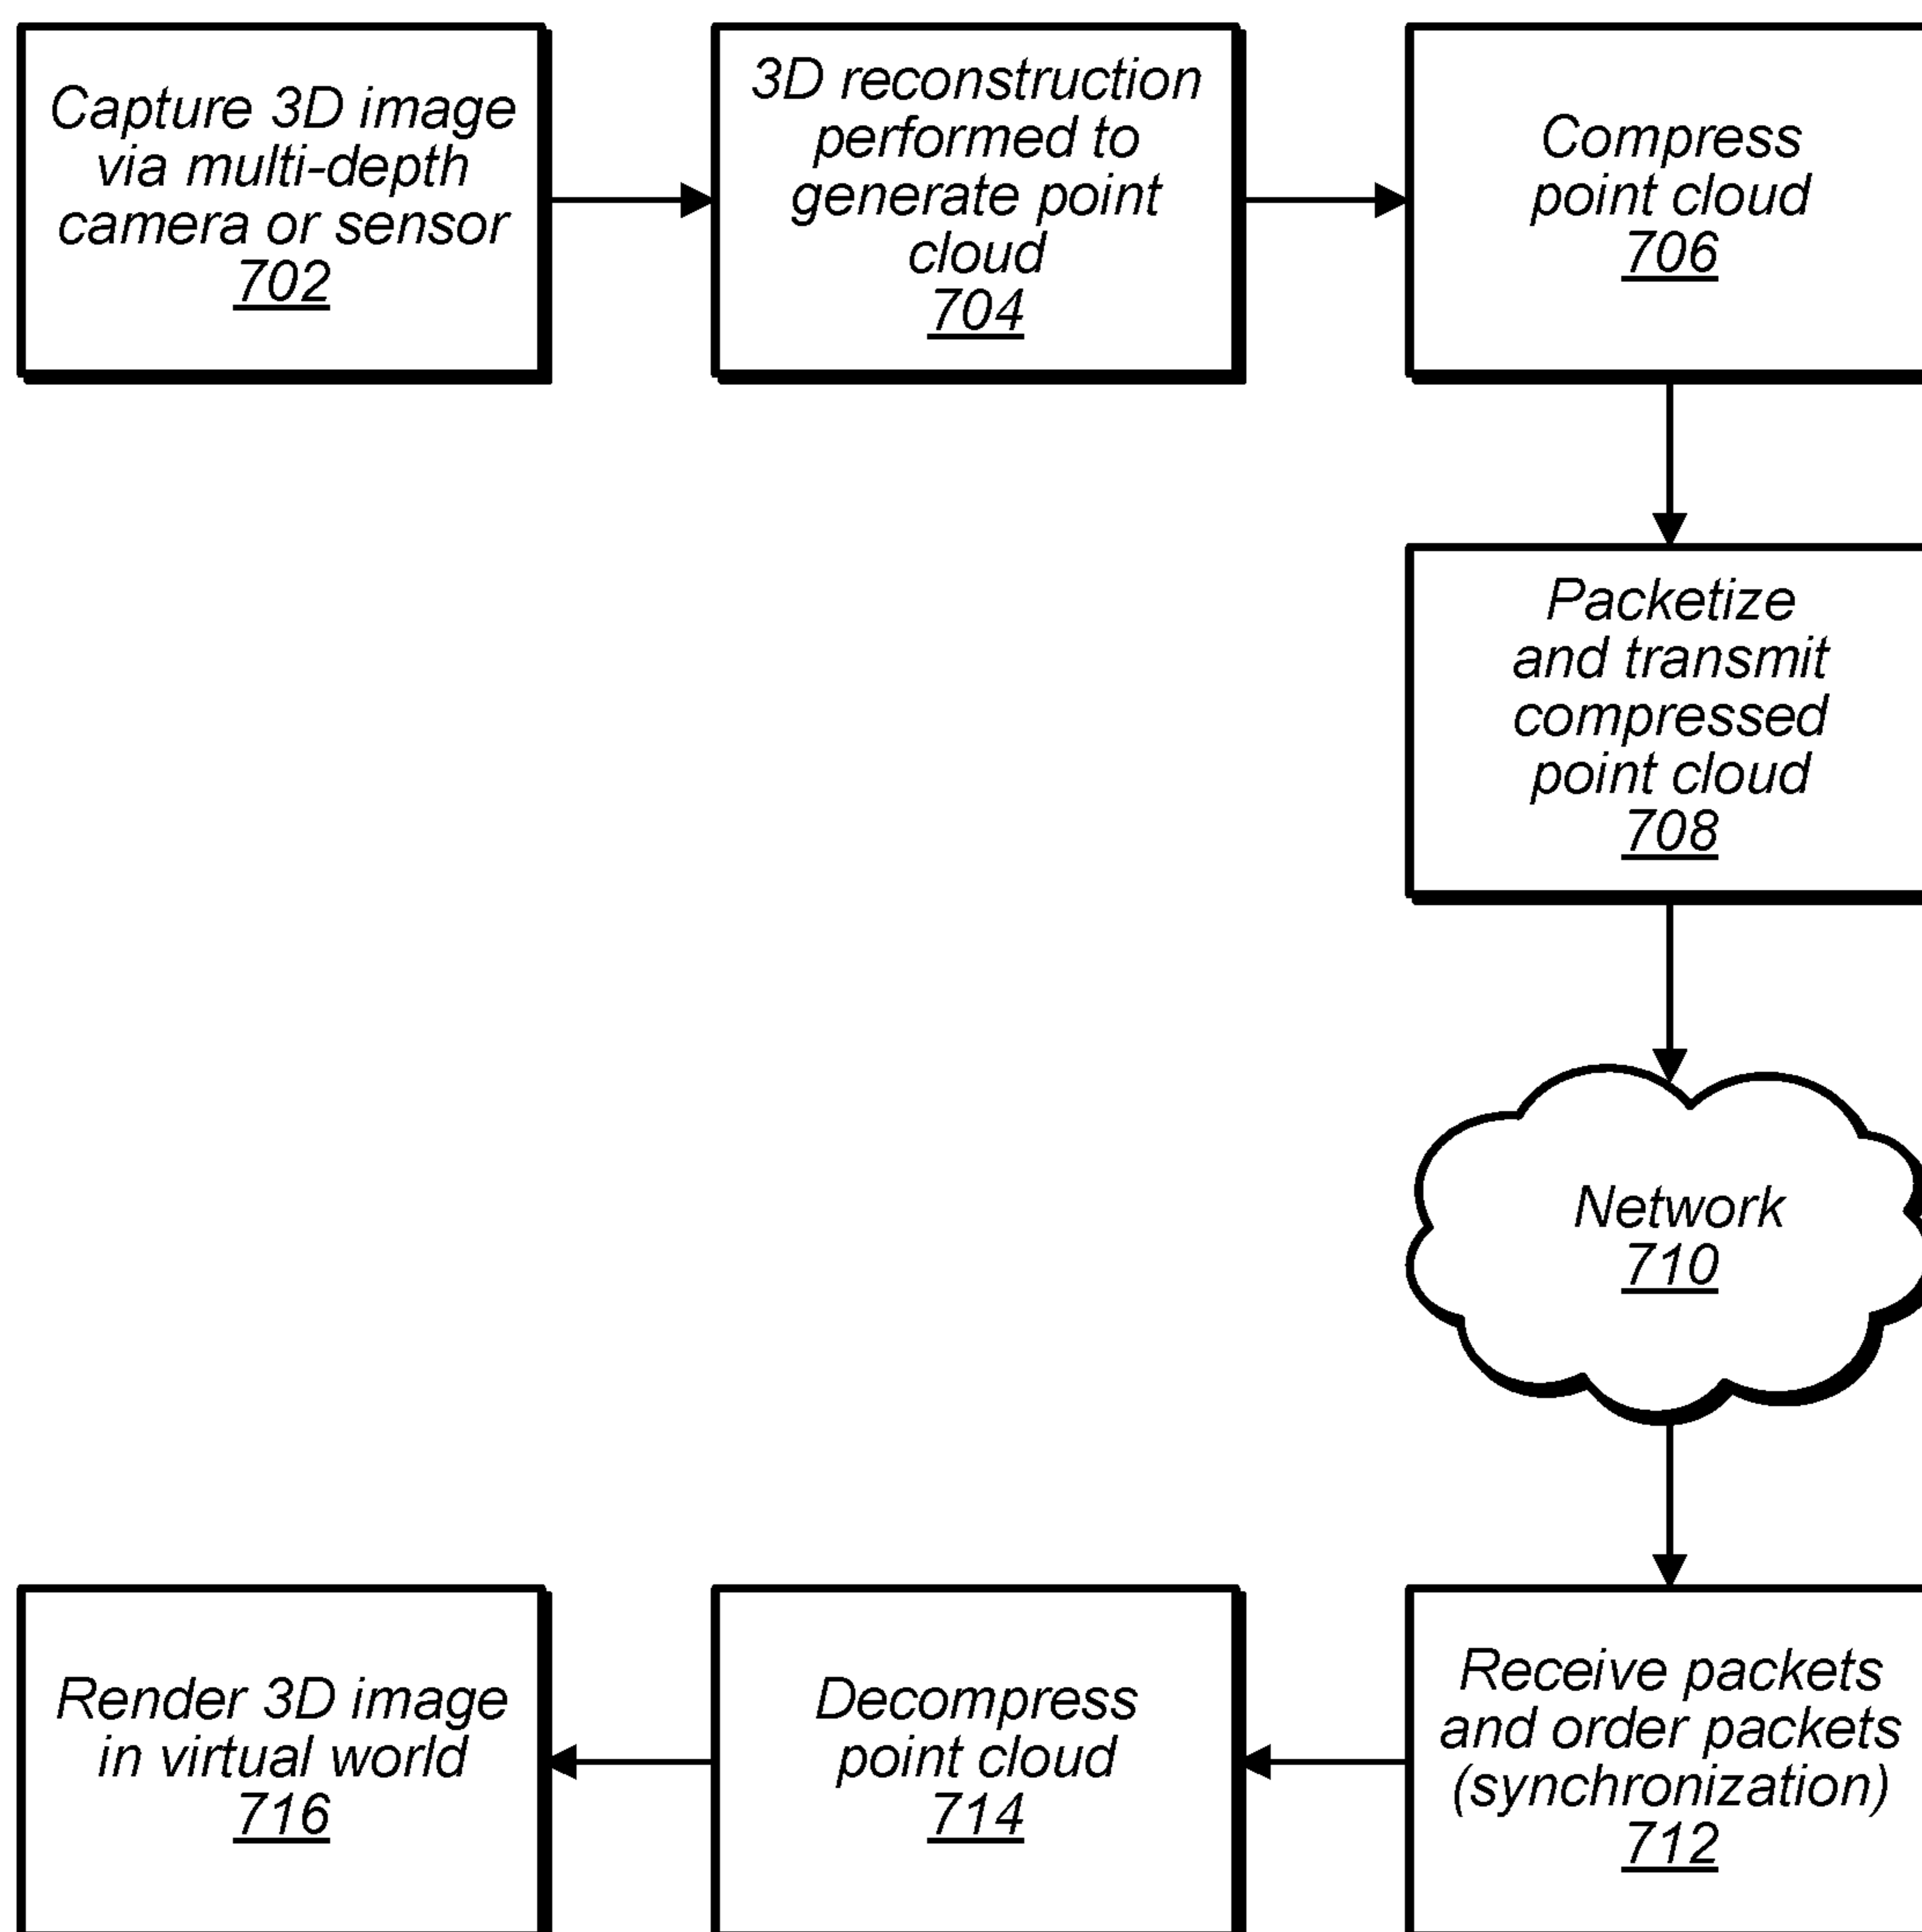 Capture 3D image
via multi-depth
camera or sensor
702
3D reconstruction
performed to
generate point
cloud
704
Compress
point cloud
706
Packetize
and transmit
compressed
point cloud
708
Network
710
Receive packets
and order packets
(synchronization)
712
Decompress
point cloud
714
Render 3D image
in virtual world
716